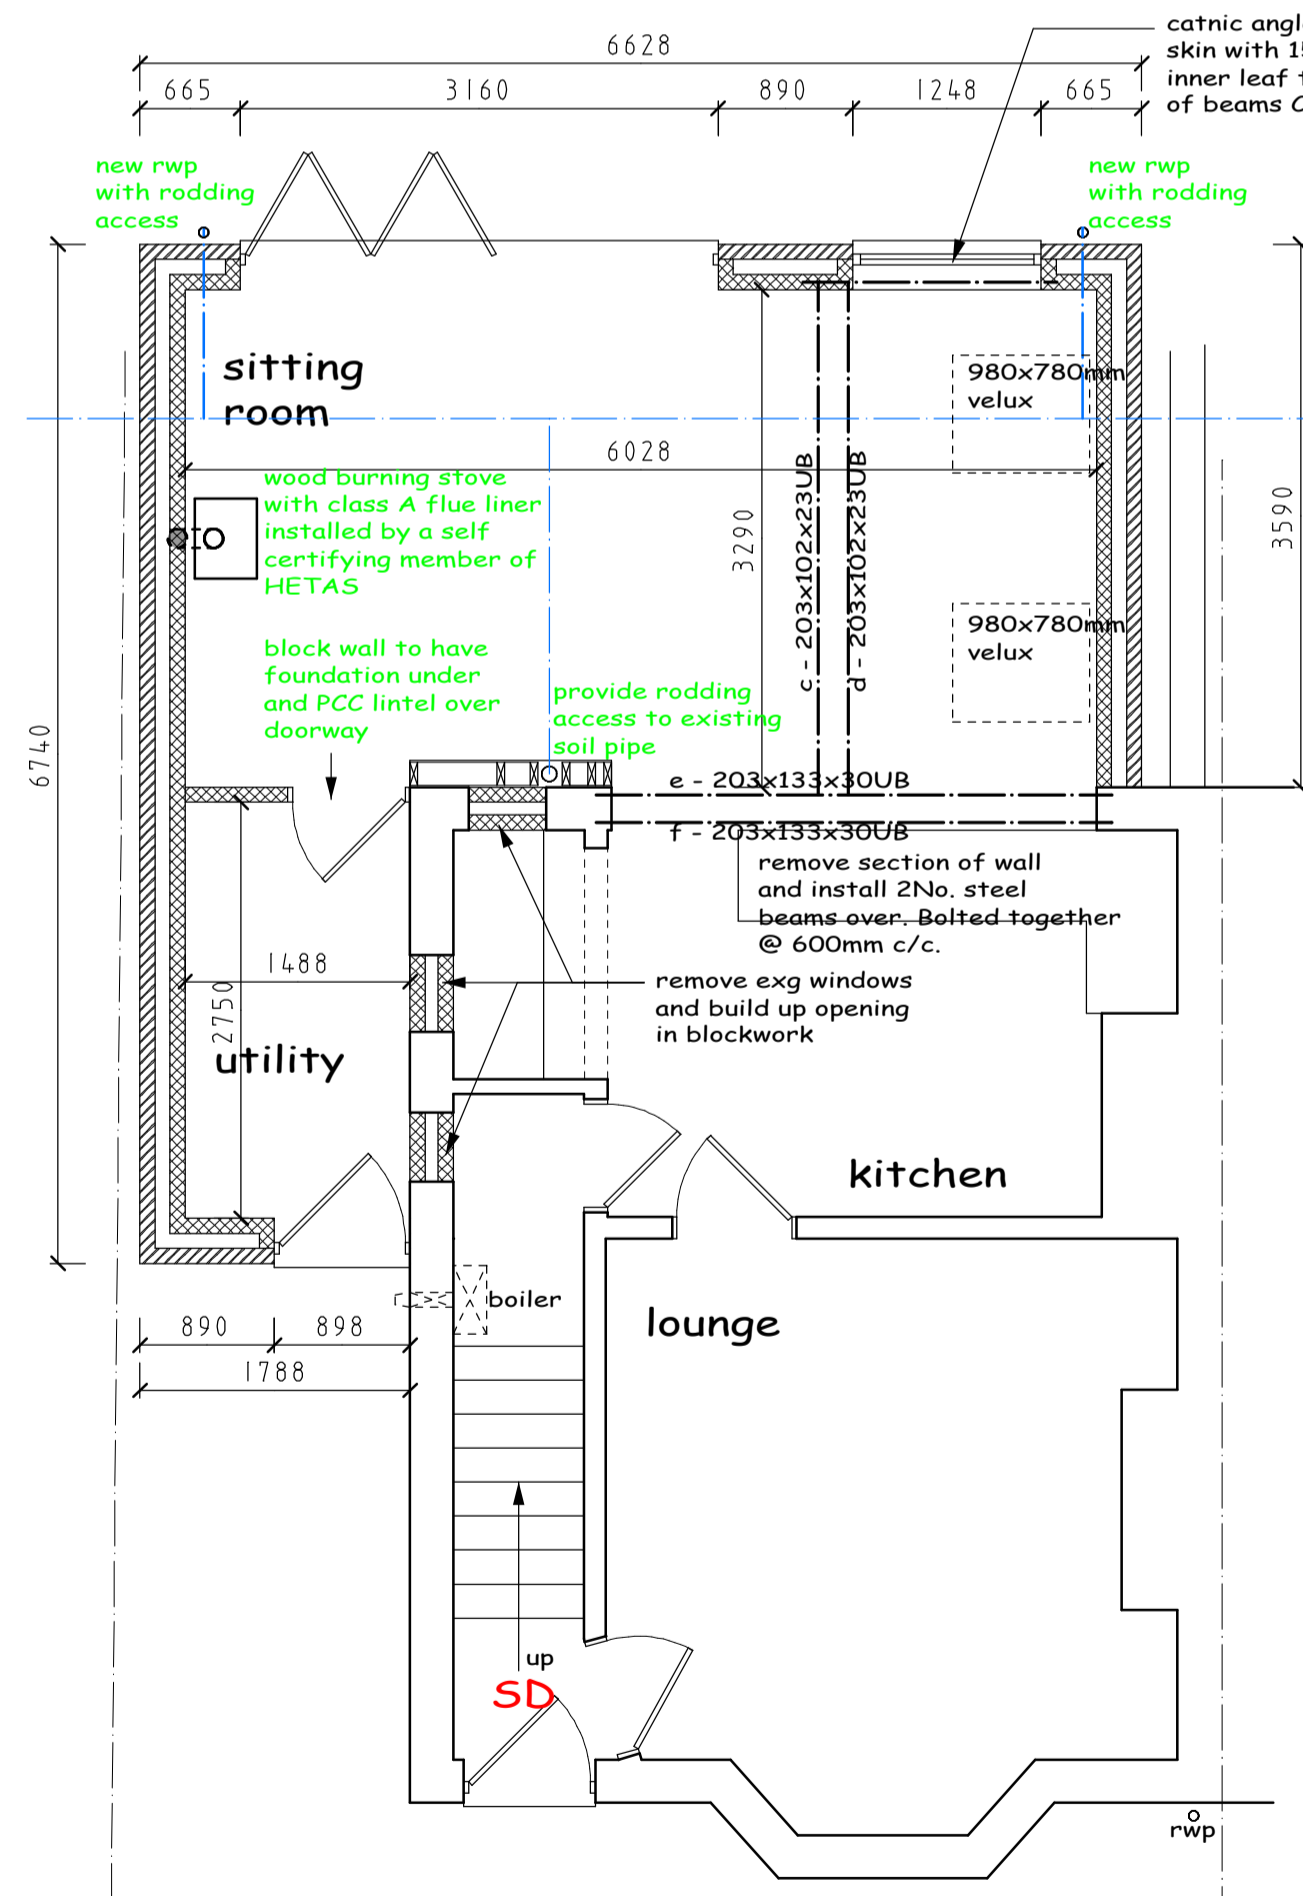 6628
665
3160
890
1248
665
catnic angl
skin with 15
inner leaf t
of beams C
new rwp
with rodding
access
new rwp
with rodding
access
sitting
room
980x780mm
velux
6028
wood burning stove
with class A flue liner
installed by a self
certifying member of
HETAS
3290
c - 203x102x23UB
d - 203x102x23UB
3590
980x780mm
velux
block wall to have
foundation under
and PCC lintel over
doorway
provide rodding
access to existing
soil pipe
6740
e - 203x133x30UB
f - 203x133x30UB
remove section of wall
and install 2No. steel
beams over. Bolted together
@ 600mm c/c.
1488
2750
remove exg windows
and build up opening
in blockwork
utility
kitchen
boiler
lounge
890
898
1788
up
SD
rwp